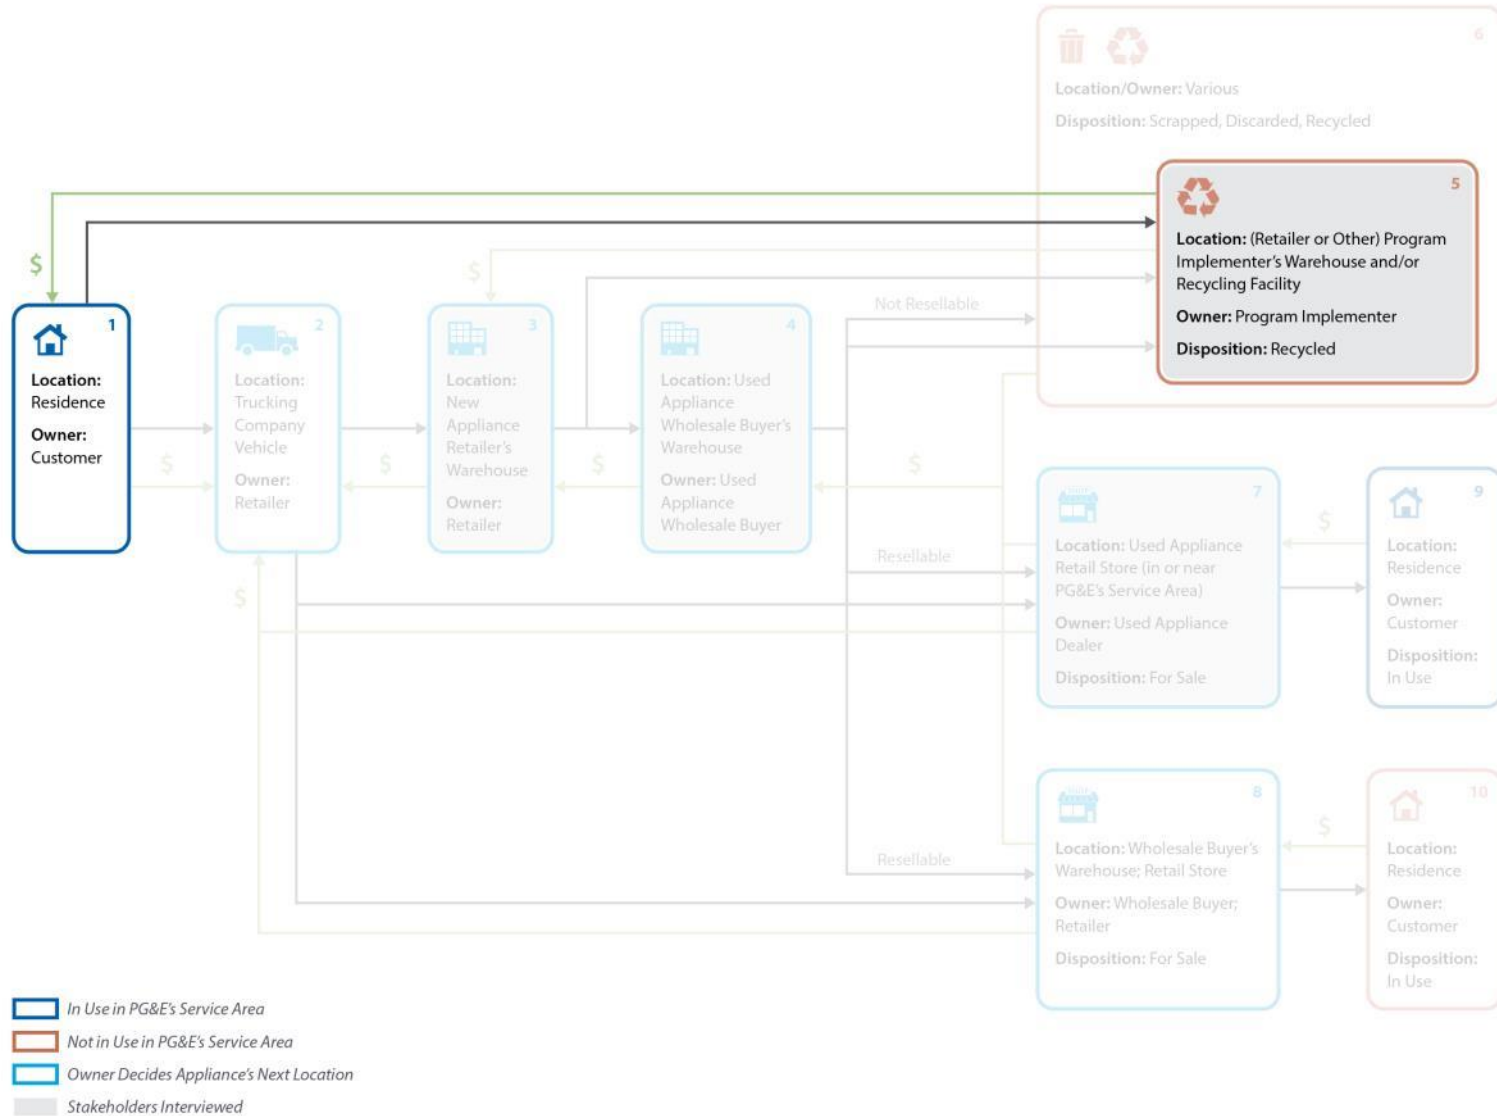 6
Location/Owner: Various
Disposition: Scrapped, Discarded, Recycled
5
Location: (Retailer or Other) Program
Implementer's Warehouse and/or
Recycling Facility
Owner: Program Implementer
Disposition: Recycled
$
$
1
Location:
Residence
Owner:
Customer
$
2
Location:
Trucking
Company
Vehicle
Owner:
Retailer
$
3
Location:
New
Appliance
Retailer's
Warehouse
Owner:
Retailer
$
4
Location: Used
Appliance
Wholesale Buyer's
Warehouse
Owner: Used
Appliance
Wholesale Buyer
$
Not Resellable
Resellable
$
7
Location: Used Appliance
Retail Store (in or near
PG&E's Service Area)
Owner: Used Appliance
Dealer
Disposition: For Sale
$
9
Location:
Residence
Owner:
Customer
Disposition:
In Use
Resellable
8
Location: Wholesale Buyer's
Warehouse; Retail Store
Owner: Wholesale Buyer;
Retailer
Disposition: For Sale
$
10
Location:
Residence
Owner:
Customer
Disposition:
In Use
In Use in PG&E's Service Area
Not in Use in PG&E's Service Area
Owner Decides Appliance's Next Location
Stakeholders Interviewed